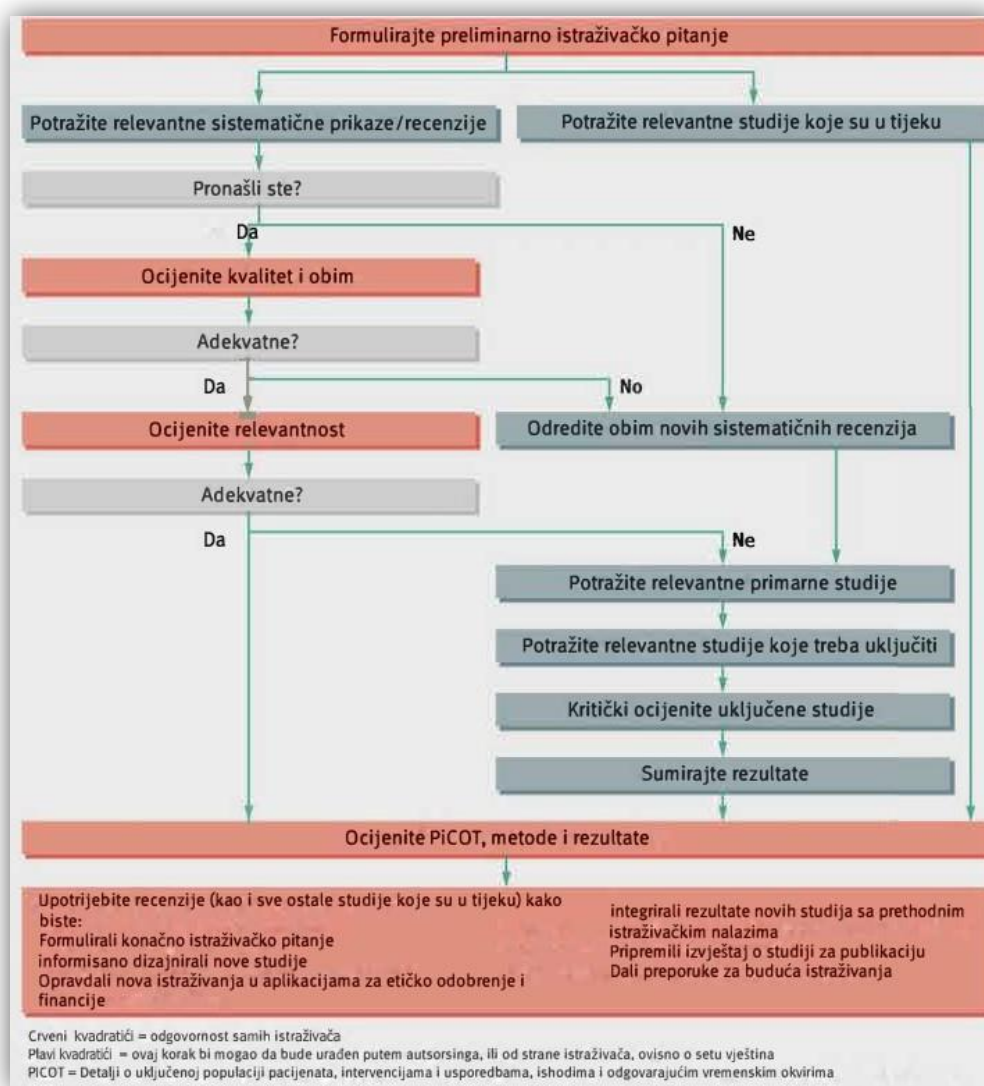 Formulirajte preliminarno istraživačko pitanje
Potražite relevantne sistematične prikaze/recenzije
Potražite relevantne studije koje su u tijeku
Pronašli ste?
Da
Ne
Ocijenite kvalitet i obim
Adekvatne?
Da
No
Ocijenite relevantnost
Odredite obim novih sistematičnih recenzija
Adekvatne?
Da
Ne
Potražite relevantne primarne studije
Potražite relevantne studije koje treba uključiti
Kritički ocijenite uključene studije
Sumirajte rezultate
Ocijenite PiCOT, metode i rezultate
Upotrijebite recenzije (kao i sve ostale studije koje su u tijeku) kako
biste:
Formulirali konačno istraživačko pitanje
informisano dizajnirali nove studije
Opravdali nova istraživanja u aplikacijama za etičko odobrenje i
financije
integrirali rezultate novih studija sa prethodnim
istraživačkim nalazima
Pripremili izvještaj o studiji za publikaciju
Dali preporuke za buduća istraživanja
Crveni kvadratići = odgovornost samih istraživača
Plavi kvadratići = ovaj korak bi mogao da bude urađen putem autsorsinga, ili od strane istraživača, ovisno o setu vještina
PICOT = Detalji o uključenoj populaciji pacijenata, intervencijama i usporedbama, ishodima i odgovarajućim vremenskim okvirima